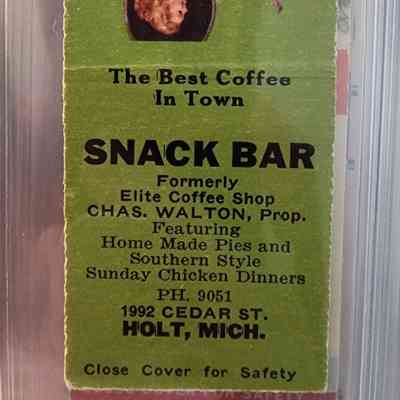 The Best Coffee
In Town
SNACK BAR
Formerly
Elite Coffee Shop
CHAS. WALTON, Prop.
Featuring
Home Made Pies and
Southern Style
Sunday Chicken Dinners
PH. 9051
1992 CEDAR ST.
HOLT, MICH.
Close Cover for Safety